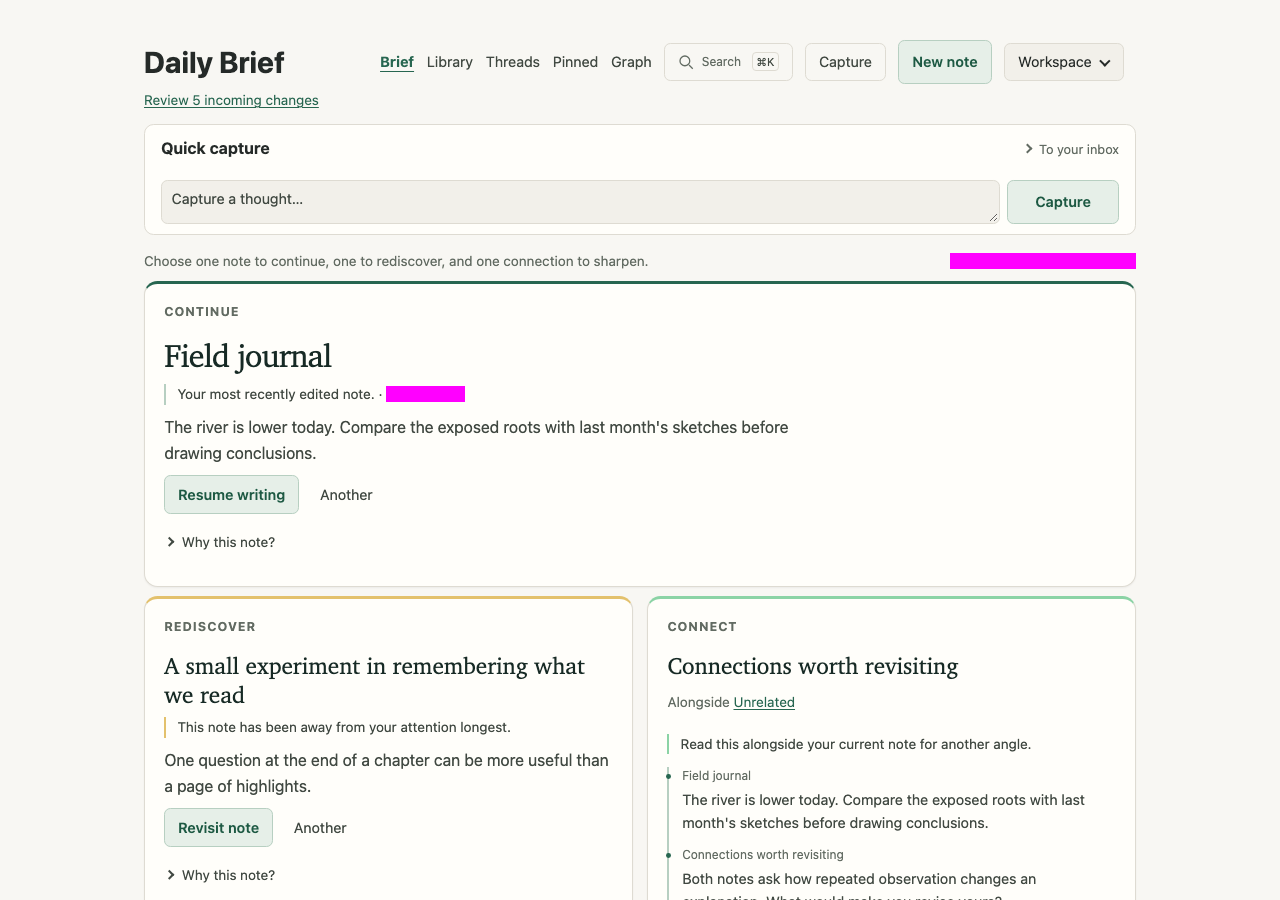 Daily Brief
Brief Library Threads Pinned Graph Search ⌘K Capture New note Workspace
Review 5 incoming changes
Quick capture
To your inbox
Capture a thought...
Capture
Choose one note to continue, one to rediscover, and one connection to sharpen.
CONTINUE
Field journal
Your most recently edited note. ·
The river is lower today. Compare the exposed roots with last month's sketches before
drawing conclusions.
Resume writing Another
Why this note?
REDISCOVER
A small experiment in remembering what
we read
This note has been away from your attention longest.
One question at the end of a chapter can be more useful than
a page of highlights.
Revisit note Another
Why this note?
CONNECT
Connections worth revisiting
Alongside Unrelated
Read this alongside your current note for another angle.
Field journal
The river is lower today. Compare the exposed roots with last
month's sketches before drawing conclusions.
Connections worth revisiting
Both notes ask how repeated observation changes an
explanation. What would make you revise yours?